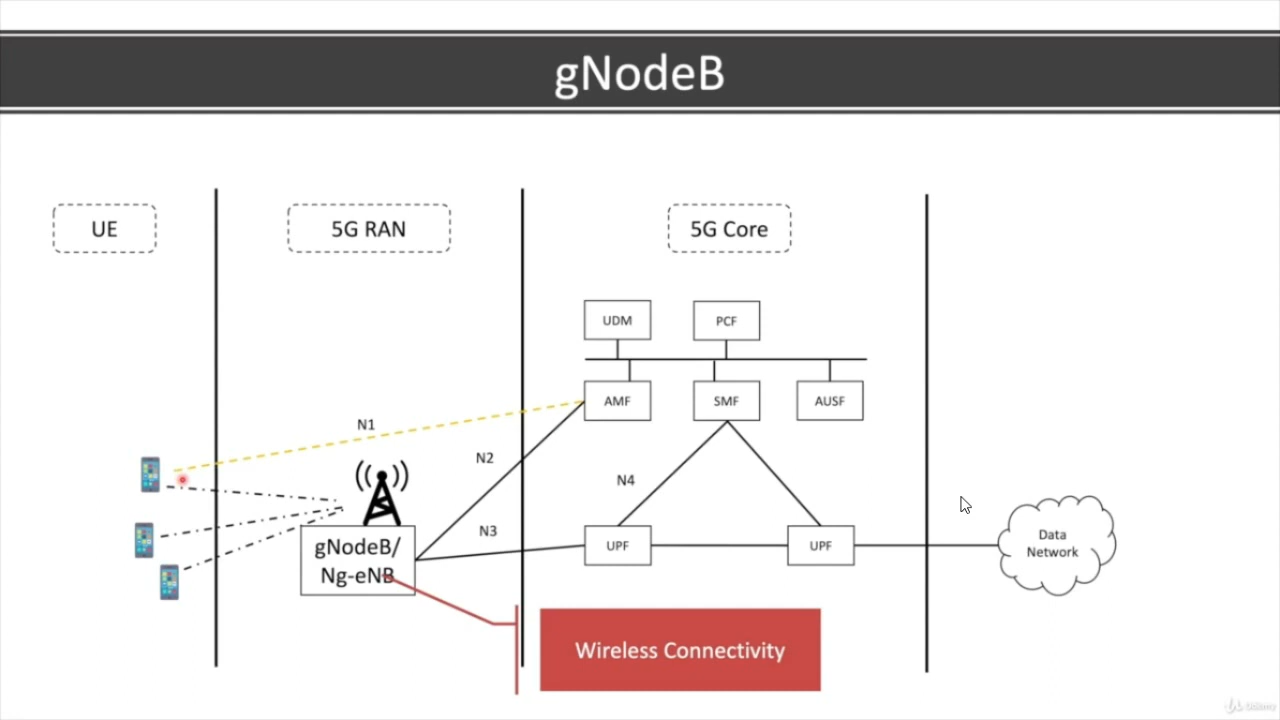 gNodeB
UE
5G RAN
5G Core
UDM
PCF
AMF
SMF
AUSF
N1
N2
N4
N3
gNodeB/
Ng-eNB
UPF
UPF
Data
Network
Wireless Connectivity
Udemy